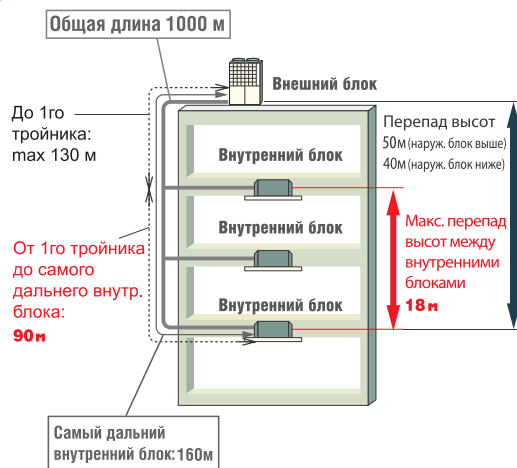 Общая длина 1000 м
Внешний блок
До 1го
тройника:
max 130 м
Перепад высот
50м (наруж. блок выше)
40м (наруж. блок ниже)
Внутренний блок
Внутренний блок
Внутренний блок
От 1го тройника
до самого
дальнего внутр.
блока:
90м
Макс. перепад
высот между
внутренними
блоками
18м
Самый дальний
внутренний блок:160м